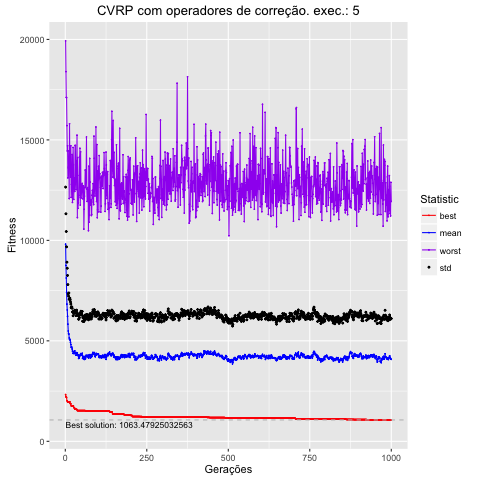 CVRP com operadores de correção. exec.: 5
20000
15000
10000
5000
0
Fitness
Best solution: 1063.47925032563
0
250
500
750
1000
Gerações
Statistic
best
mean
worst
std